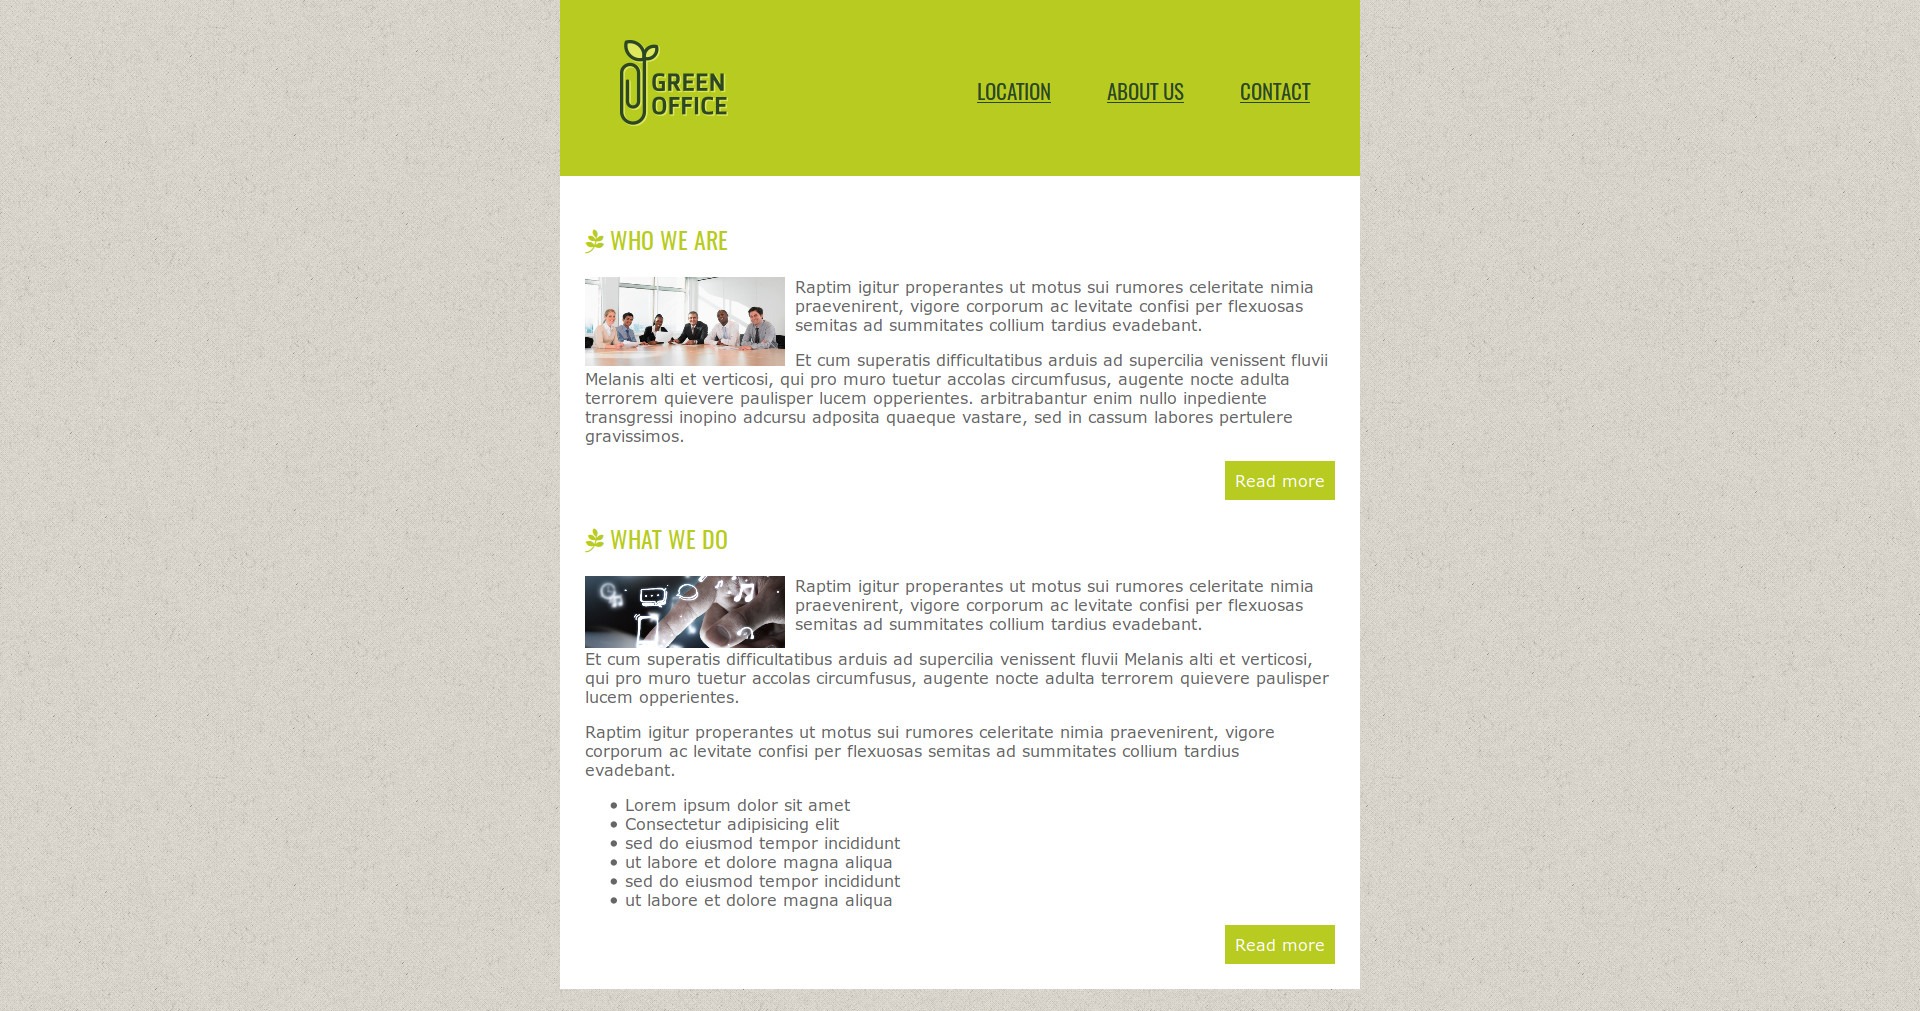 GREEN
OFFICE
LOCATION ABOUT US CONTACT
WHO WE ARE
Raptim igitur properantes ut motus sui rumores celeritate nimia
praevenirent, vigore corporum ac levitate confisi per flexuosas
semitas ad summitates collium tardius evadebant.
Et cum superatis difficultatibus arduis ad supercilia venissent fluvii
Melanis alti et verticosi, qui pro muro tuetur accolas circumfusus, augente nocte adulta
terrorem quievere paulisper lucem opperientes. arbitrabantur enim nullo inpediente
transgressi inopino adcursu adposita quaeque vastare, sed in cassum labores pertulere
gravissimos.
Read more
WHAT WE DO
Raptim igitur properantes ut motus sui rumores celeritate nimia
praevenirent, vigore corporum ac levitate confisi per flexuosas
semitas ad summitates collium tardius evadebant.
Et cum superatis difficultatibus arduis ad supercilia venissent fluvii Melanis alti et verticosi,
qui pro muro tuetur accolas circumfusus, augente nocte adulta terrorem quievere paulisper
lucem opperientes.
Raptim igitur properantes ut motus sui rumores celeritate nimia praevenirent, vigore
corporum ac levitate confisi per flexuosas semitas ad summitates collium tardius
evadebant.
• Lorem ipsum dolor sit amet
• Consectetur adipisicing elit
• sed do eiusmod tempor incididunt
• ut labore et dolore magna aliqua
• sed do eiusmod tempor incididunt
• ut labore et dolore magna aliqua
Read more